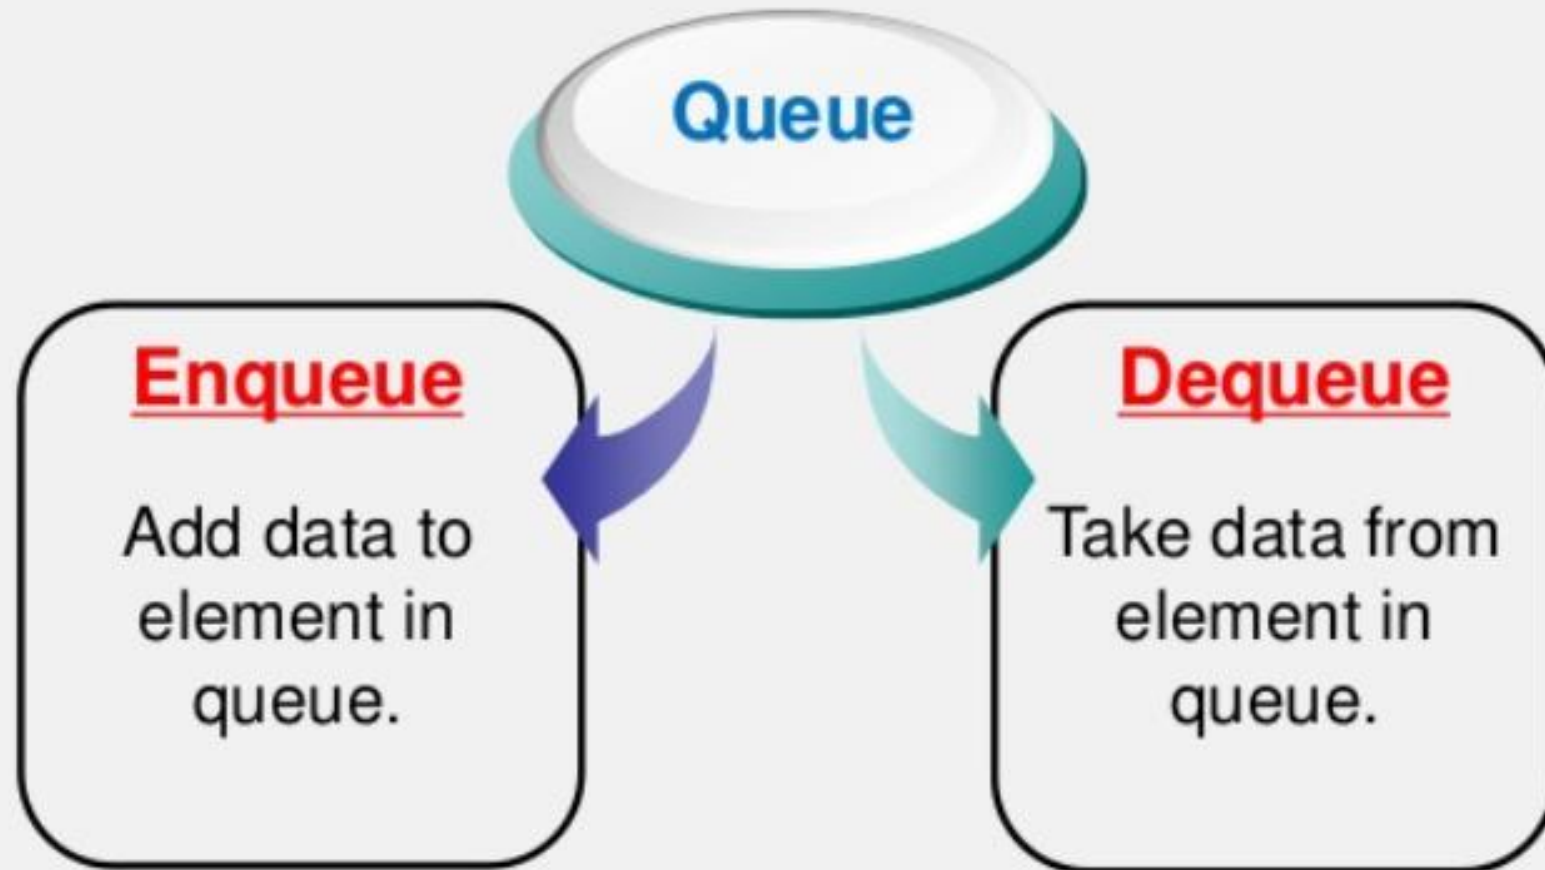 Queue
Enqueue
Add data to
element in
queue.
Dequeue
Take data from
element in
queue.